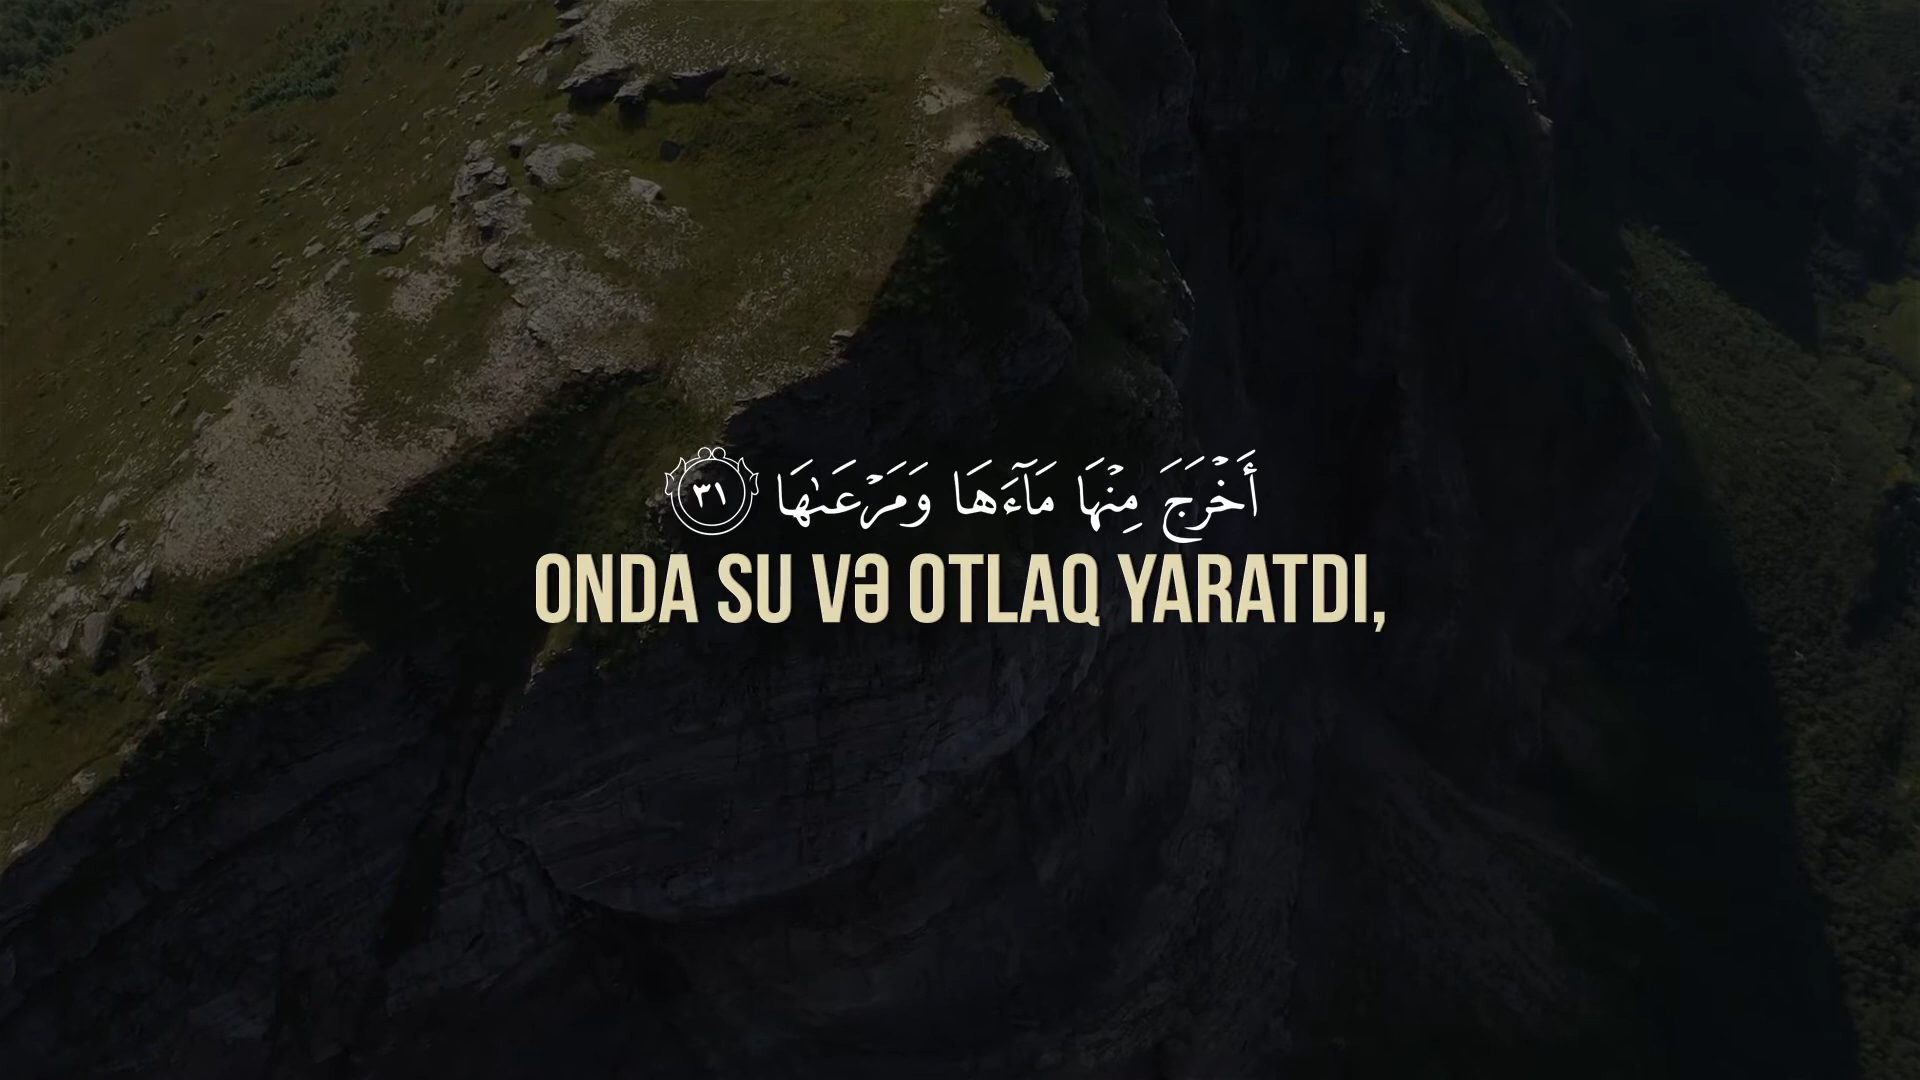 أَخْرَجَ مِنْهَا مَآءَهَا وَمَرْعَىٰهَا ٣١
ONDA SU VƏ OTLAQ YARATDI,